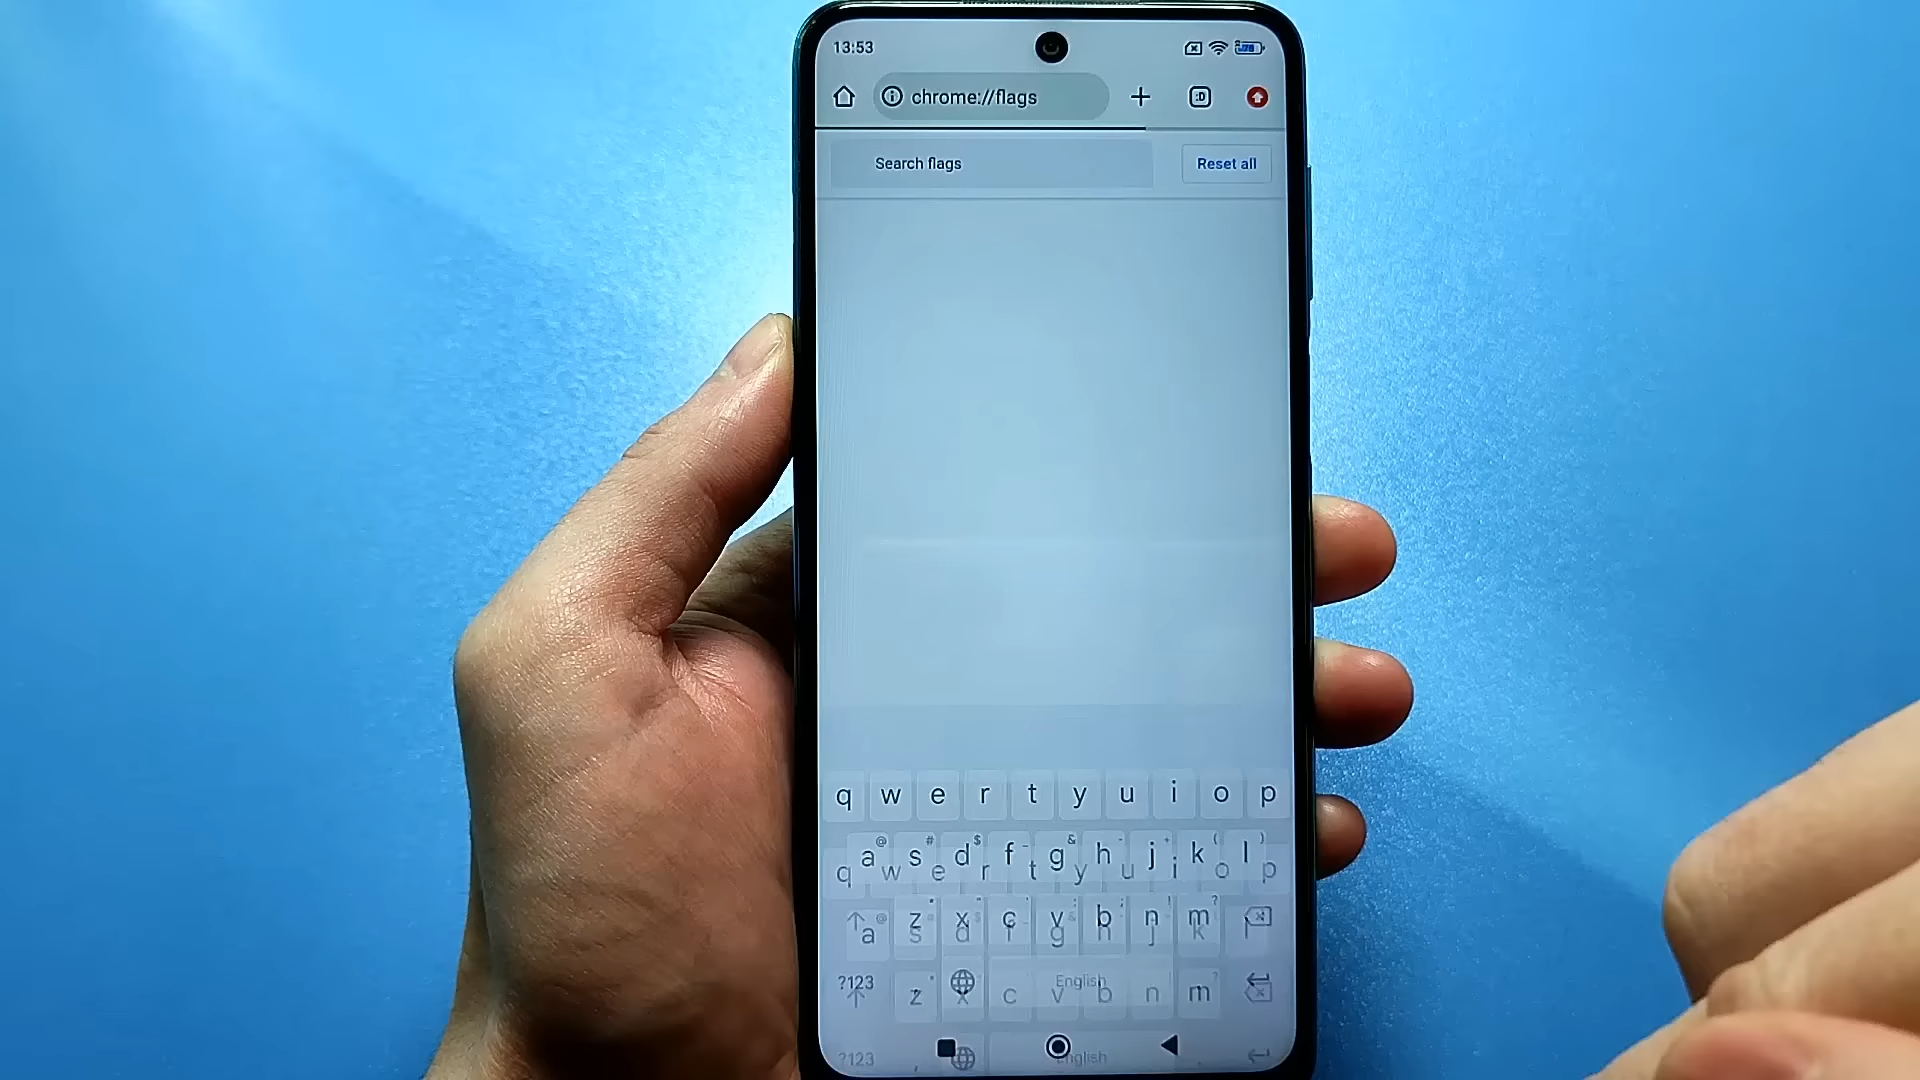 13:53
chrome://flags
:D
Search flags
Reset all
q w e r t y u i o p
a s d f g h j k l
z x c v b n m
?123
English